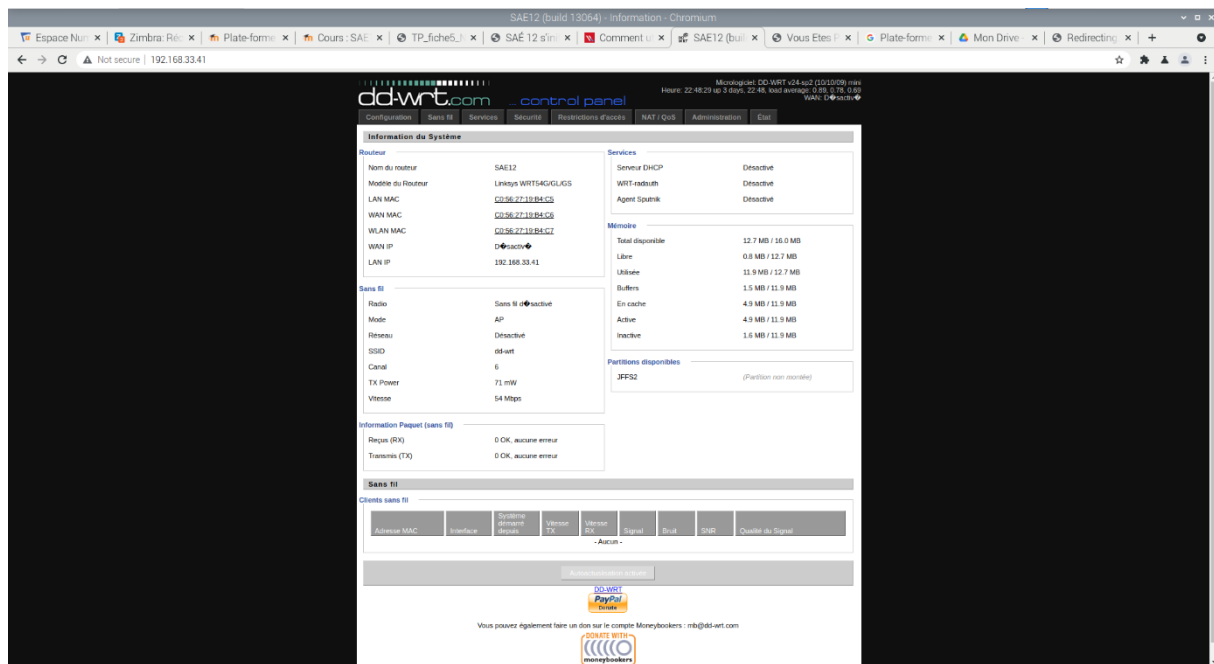 SAE12 (build 13064) - Information - Chromium
Espace Num
Zimbra: Réc
Plate-forme
Cours : SAE
TP_fiche5_
SAÉ 12 s'ini
Comment u
SAE12 (buil
Vous Etes P
Plate-forme
Mon Drive -
Redirecting
Not secure | 192.168.33.41
dd-wrt.com ... control panel
Micrologiciel: DD-WRT v24-sp2 (10/10/09) mini
Heure: 22:48:29 up 3 days, 22:48, load average: 0.89, 0.78, 0.69
WAN: D�sactiv�
Configuration Sans fil Services Sécurité Restrictions d'accès NAT / QoS Administration État
Information du Système
Routeur
Nom du routeur SAE12
Modèle du Routeur Linksys WRT54G/GL/GS
LAN MAC C0:56:27:19:B4:C5
WAN MAC C0:56:27:19:B4:C6
WLAN MAC C0:56:27:19:B4:C7
WAN IP D�sactiv�
LAN IP 192.168.33.41
Sans fil
Radio Sans fil d�sactivé
Mode AP
Réseau Désactivé
SSID dd-wrt
Canal 6
TX Power 71 mW
Vitesse 54 Mbps
Information Paquet (sans fil)
Reçus (RX) 0 OK, aucune erreur
Transmis (TX) 0 OK, aucune erreur
Services
Serveur DHCP Désactivé
WRT-radauth Désactivé
Agent Sputnik Désactivé
Mémoire
Total disponible 12.7 MB / 16.0 MB
Libre 0.8 MB / 12.7 MB
Utilisée 11.9 MB / 12.7 MB
Buffers 1.5 MB / 11.9 MB
En cache 4.9 MB / 11.9 MB
Active 4.9 MB / 11.9 MB
Inactive 1.6 MB / 11.9 MB
Partitions disponibles
JFFS2 (Partition non montée)
Sans fil
Clients sans fil
Adresse MAC Interface Système démarré depuis Vitesse TX Vitesse RX Signal Bruit SNR Qualité du Signal
- Aucun -
DD-WRT
PayPal
Donate
Vous pouvez également faire un don sur le compte Moneybookers : mb@dd-wrt.com
DONATE WITH
moneybookers